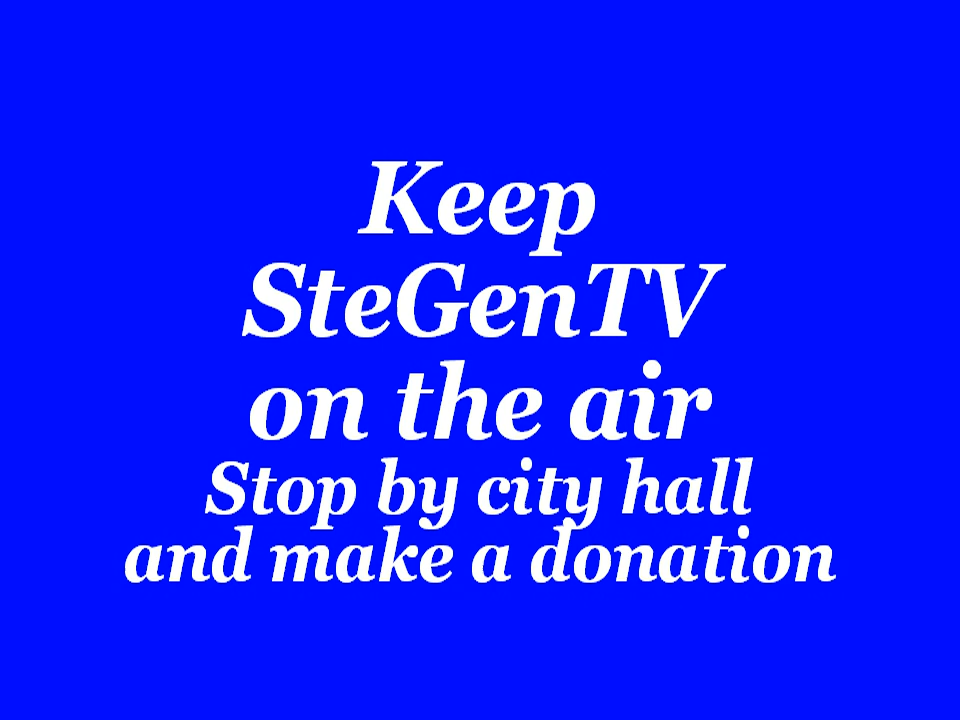 Keep
SteGenTV
on the air
Stop by city hall
and make a donation